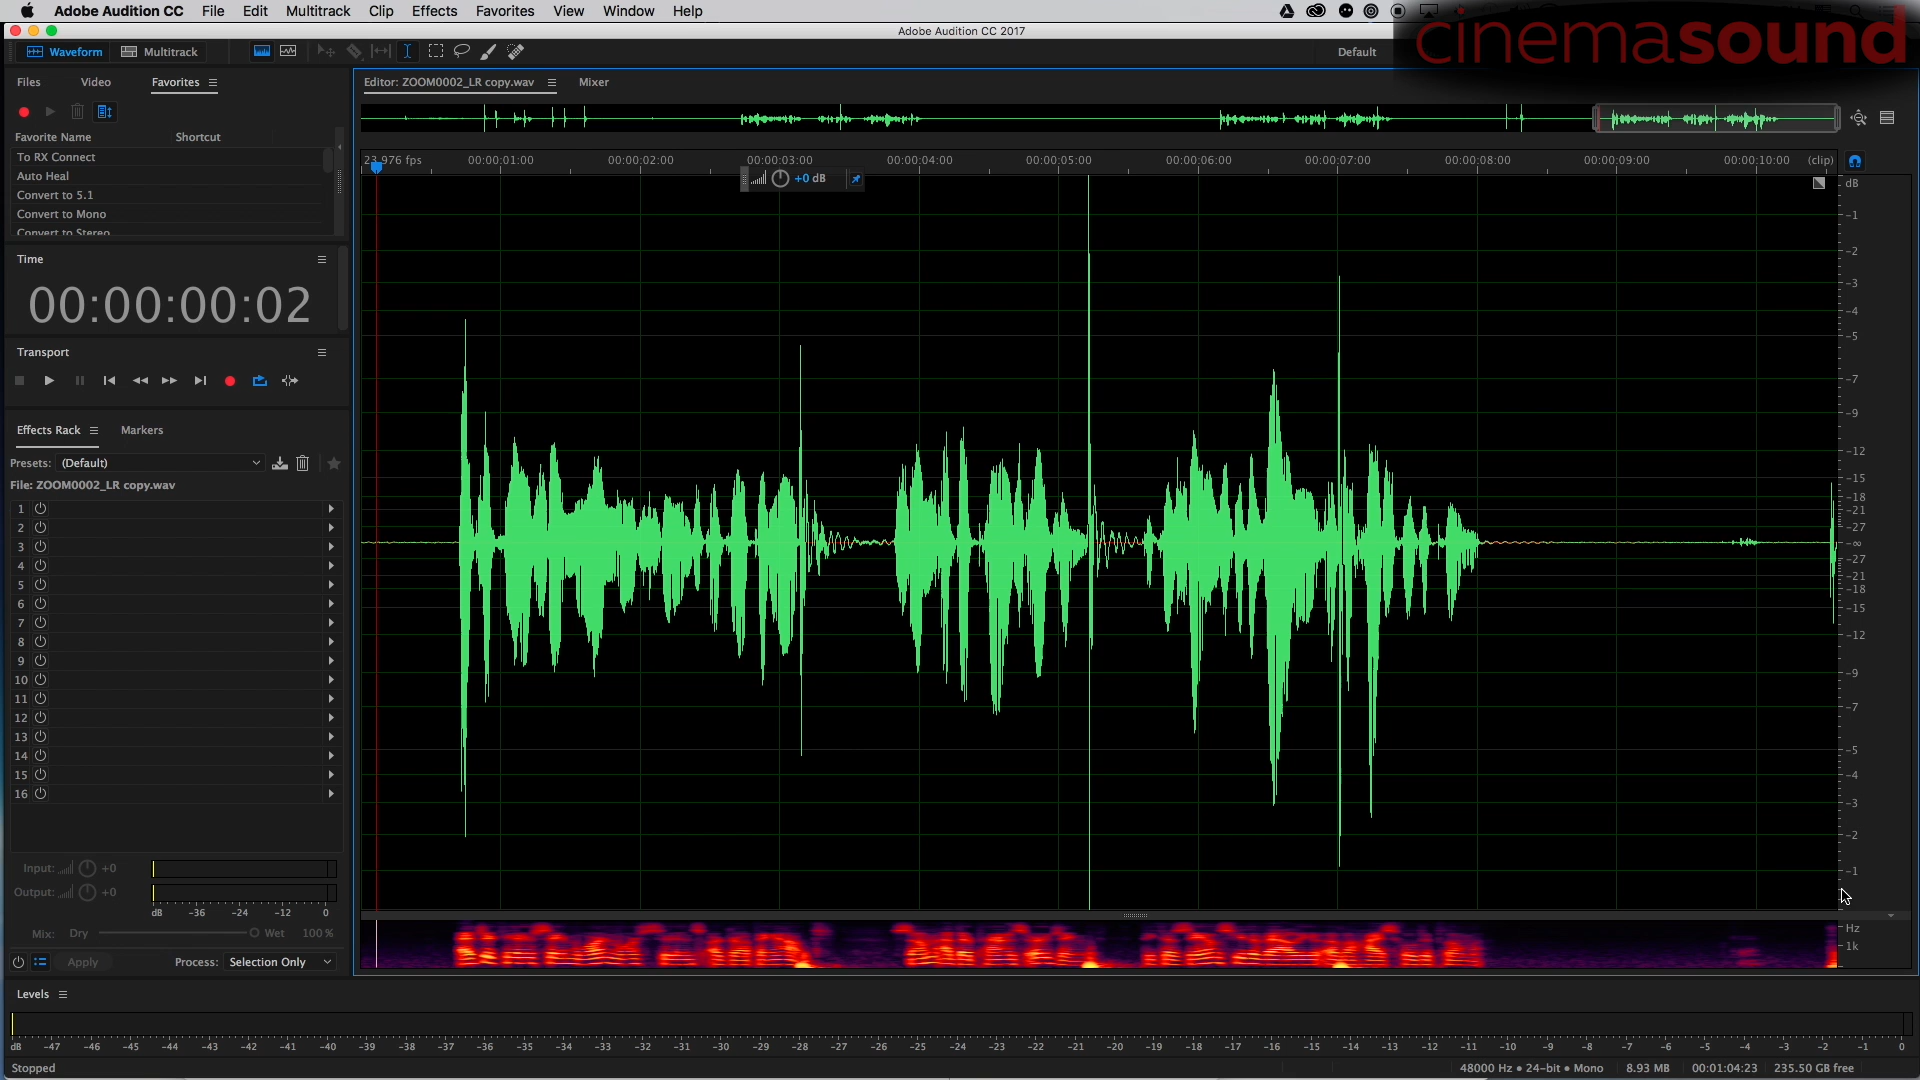 Adobe Audition CC File Edit Multitrack Clip Effects Favorites View Window Help
cinemasound
Adobe Audition CC 2017
Waveform Multitrack Default
Files Video Favorites
Editor: ZOOM0002_LR copy.wav Mixer
Favorite Name Shortcut
To RX Connect
Auto Heal
Convert to 5.1
Convert to Mono
Convert to Stereo
23.976 fps 00:00:01:00 00:00:02:00 00:00:03:00 00:00:04:00 00:00:05:00 00:00:06:00 00:00:07:00 00:00:08:00 00:00:09:00 00:00:10:00 (clip)
+0 dB
dB
-1
-2
-3
-4
-5
-7
-9
-12
-15
-18
-21
-27
-∞
-27
-21
-18
-15
-12
-9
-7
-5
-4
-3
-2
-1
Hz
1k
Time
00:00:00:02
Transport
Effects Rack Markers
Presets: (Default)
File: ZOOM0002_LR copy.wav
1
2
3
4
5
6
7
8
9
10
11
12
13
14
15
16
Input: +0
Output: +0
dB -36 -24 -12 0
Mix: Dry Wet 100 %
Apply Process: Selection Only
Levels
dB -47 -46 -45 -44 -43 -42 -41 -40 -39 -38 -37 -36 -35 -34 -33 -32 -31 -30 -29 -28 -27 -26 -25 -24 -23 -22 -21 -20 -19 -18 -17 -16 -15 -14 -13 -12 -11 -10 -9 -8 -7 -6 -5 -4 -3 -2 -1 0
Stopped 48000 Hz • 24-bit • Mono 8.93 MB 00:01:04:23 235.50 GB free